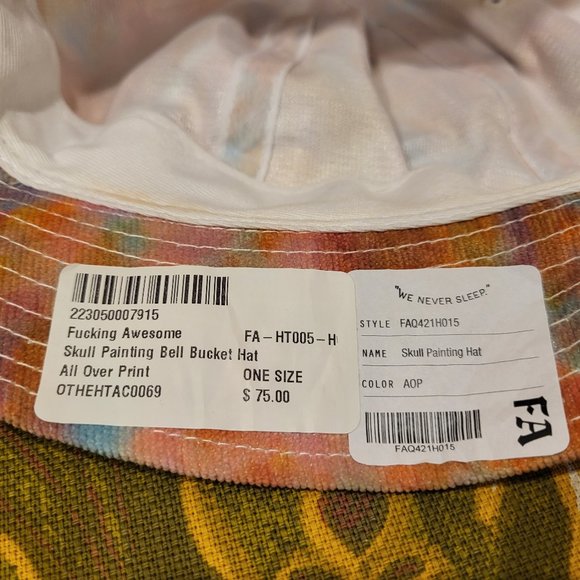 223050007915
Fucking Awesome FA-HT005-H
Skull Painting Bell Bucket Hat
All Over Print ONE SIZE
OTHEHTAC0069 $ 75.00
"WE NEVER SLEEP."
STYLE FAQ421H015
NAME Skull Painting Hat
COLOR AOP
FA
FAQ421H015